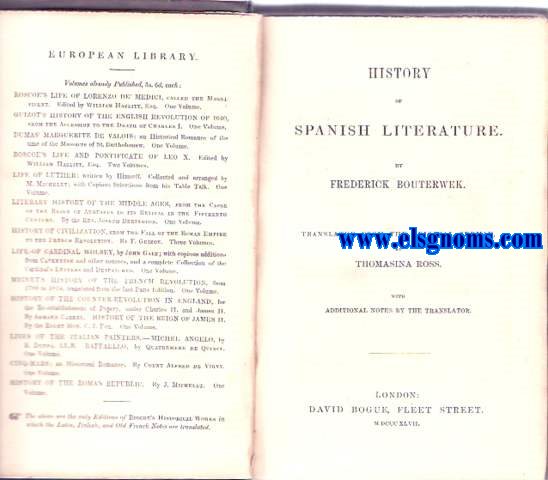 EUROPEAN LIBRARY.
Volumes already Published, 3s. 6d. each:
ROSCOE'S LIFE OF LORENZO DE' MEDICI, CALLED THE MAGNI-
FICENT. Edited by WILLIAM HAZLITT, Esq. One Volume.
GUIZOT'S HISTORY OF THE ENGLISH REVOLUTION OF 1640,
FROM THE ACCESSION TO THE DEATH OF CHARLES I. One Volume.
DUMAS' MARGUERITE DE VALOIS: an Historical Romance of the
time of the Massacre of St. Bartholomew. One Volume.
ROSCOE'S LIFE AND PONTIFICATE OF LEO X. Edited by
WILLIAM HAZLITT, Esq. Two Volumes.
LIFE OF LUTHER: written by Himself. Collected and arranged by
M. MICHELET: with Copious Selections from his Table Talk. One
Volume.
LITERARY HISTORY OF THE MIDDLE AGES, FROM THE
OF THE REIGN OF AUGUSTUS TO ITS REVIVAL IN THE FIFTEENTH
CENTURY. By the REV. JOSEPH BERINGTON. One Volume.
HISTORY OF CIVILIZATION, FROM THE FALL OF THE ROMAN EMPIRE
TO THE FRENCH REVOLUTION. By F. GUIZOT. Three Volumes.
LIFE OF CARDINAL WOLSEY, by JOHN GALT; with copious additions
from CAVENDISH and other sources, and a complete Collection of the
Cardinal's LETTERS and DESPATCHES. One Volume.
MIGNET'S HISTORY OF THE FRENCH REVOLUTION, from
1789 to 1814, translated from the last Paris Edition. One Volume.
HISTORY OF THE COUNTER-REVOLUTION IN ENGLAND, for
the Re-establishment of Popery, under Charles II. and James II.
By ARMAND CARREL. HISTORY OF THE REIGN OF JAMES II.
By the RIGHT HON. C. J. FOX. One Volume.
LIVES OF THE ITALIAN PAINTERS.—MICHEL ANGELO, by
R. DUPPA, LL.B. RAFFAELLO, by QUATREMERE DE QUINCY.
One Volume.
CINQ-MARS: an Historical Romance. By COUNT ALFRED DE VIGNY.
One Volume.
HISTORY OF THE ROMAN REPUBLIC. By J. MICHELET. One
Volume.
The above are the only Editions of ROSCOE'S HISTORICAL WORKS in
which the Latin, Italian, and Old French Notes are translated.
HISTORY
OF
SPANISH LITERATURE.
BY
FREDERICK BOUTERWEK.
www.elsgnoms.com
THOMASINA ROSS.
WITH
ADDITIONAL NOTES BY THE TRANSLATOR.
LONDON:
DAVID BOGUE, FLEET STREET.
M DCCCXLVII.